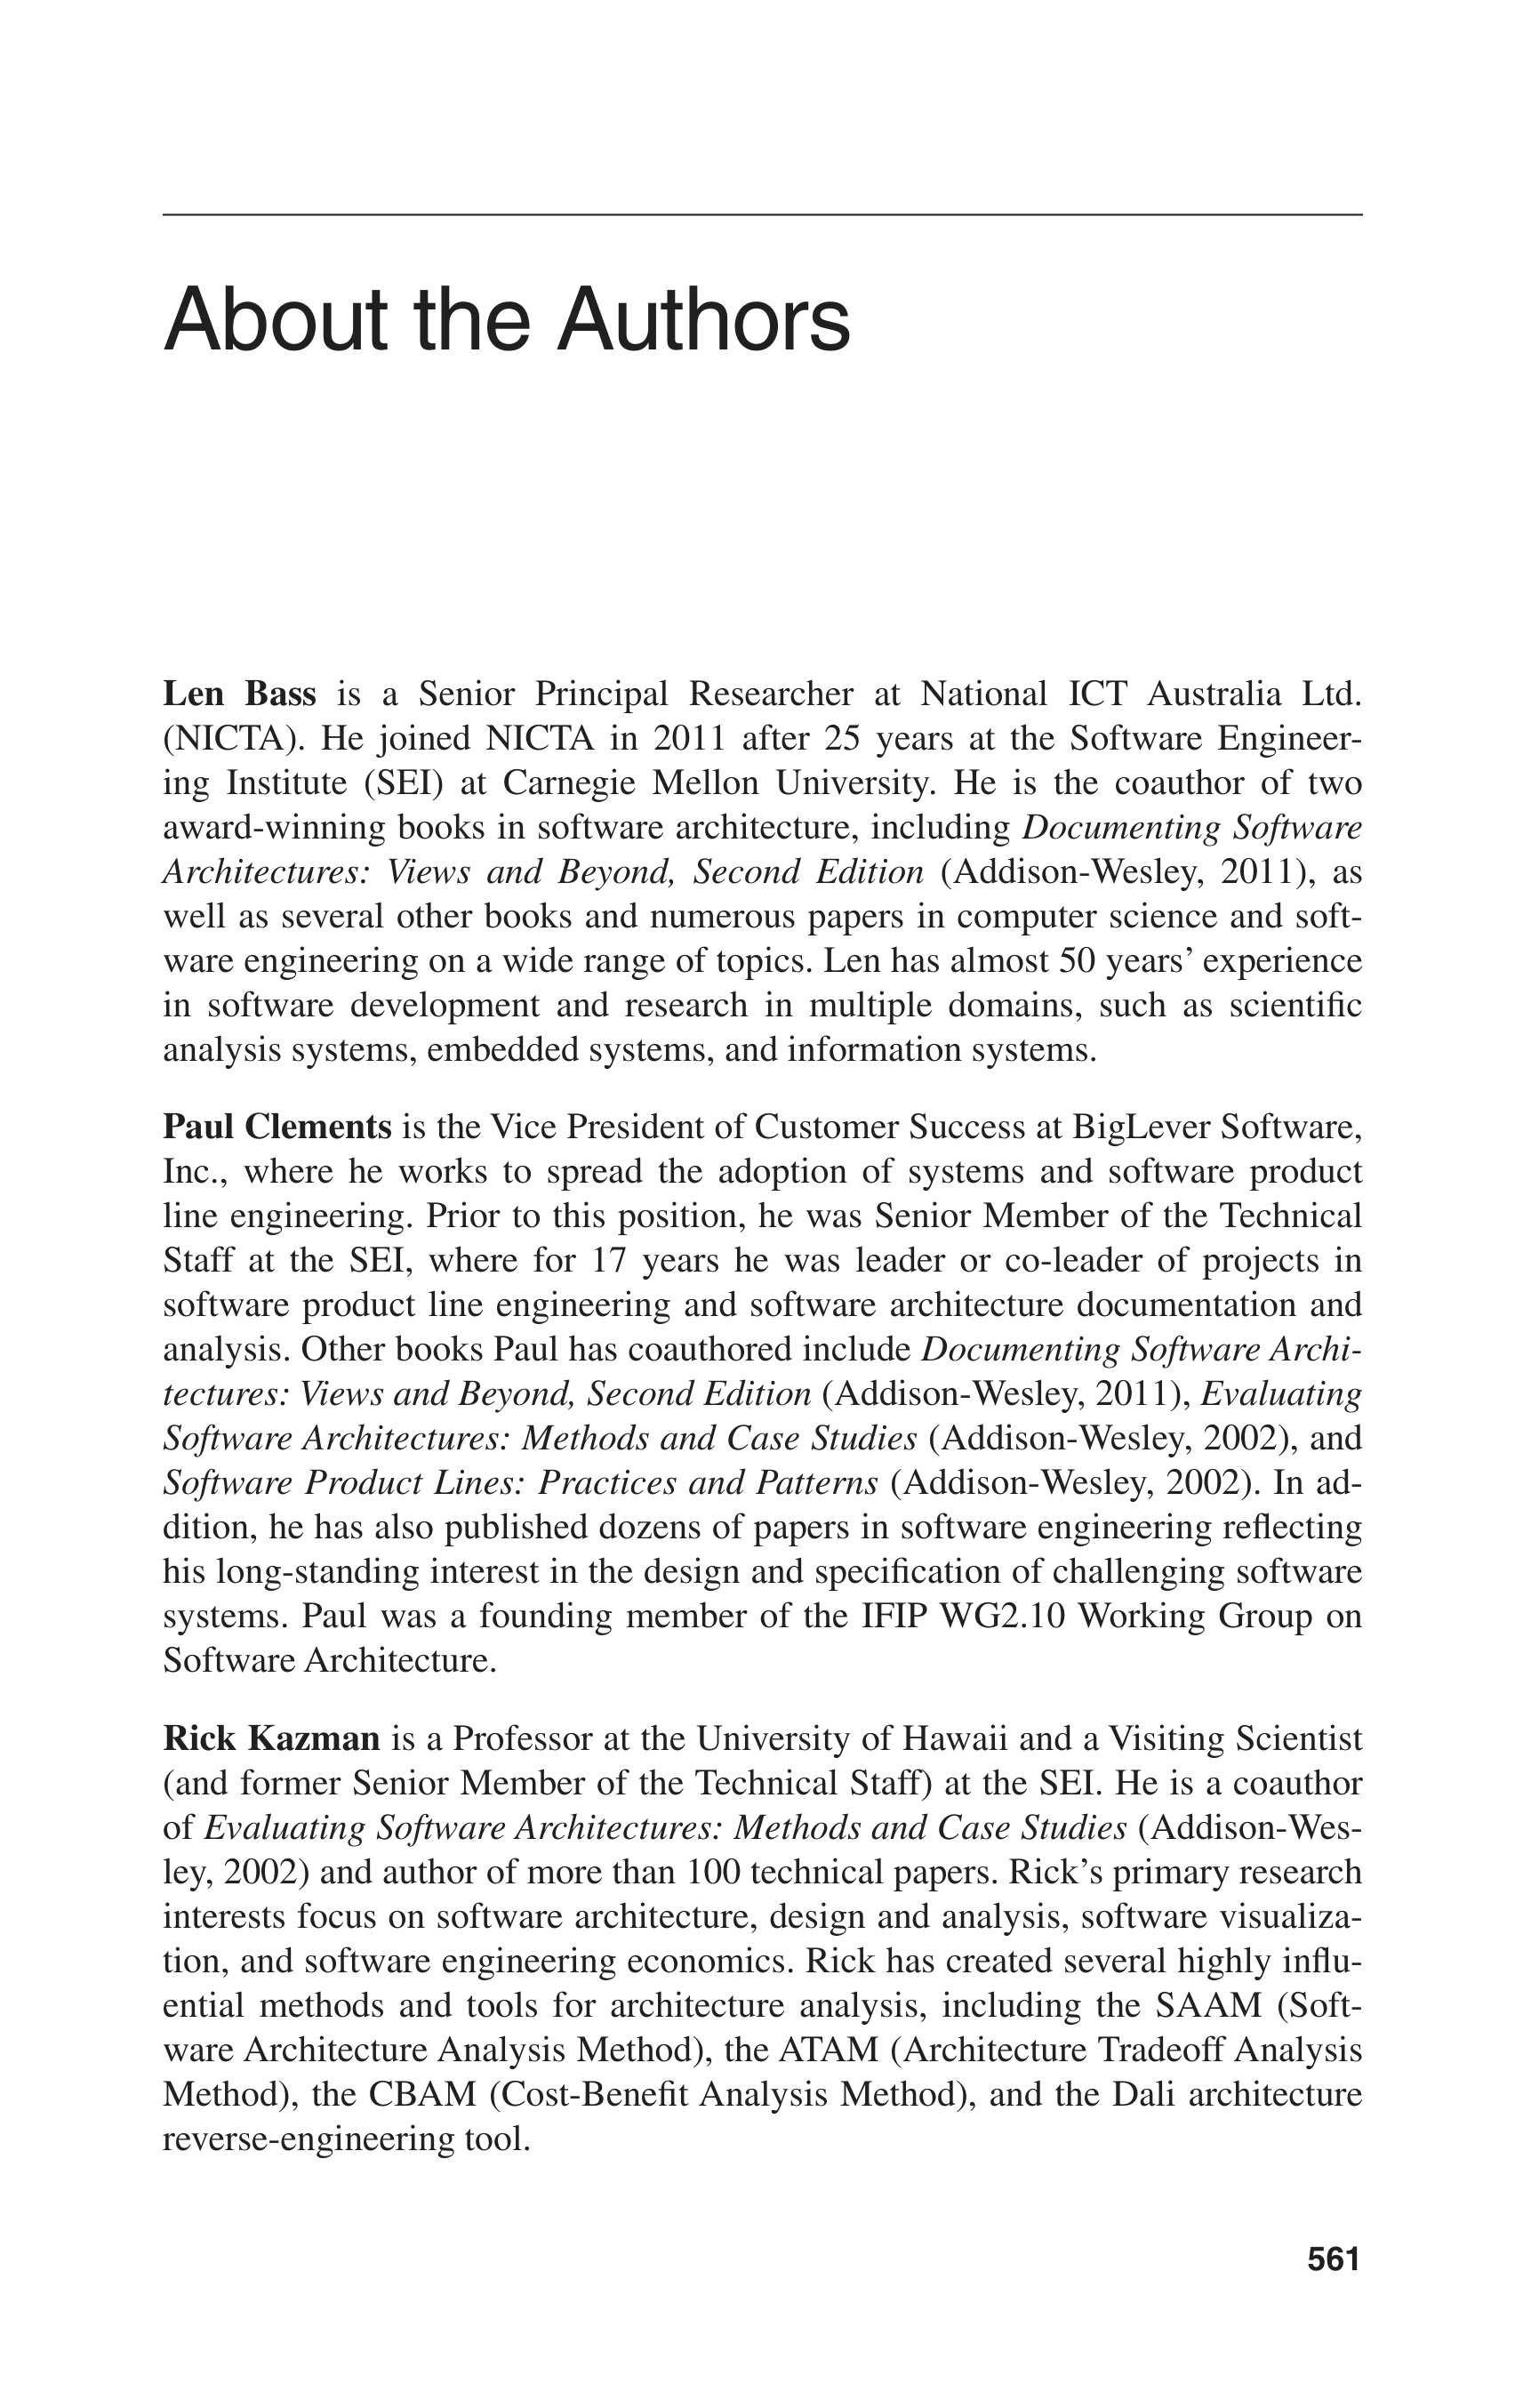 About the Authors
Len Bass is a Senior Principal Researcher at National ICT Australia Ltd.
(NICTA). He joined NICTA in 2011 after 25 years at the Software Engineer-
ing Institute (SEI) at Carnegie Mellon University. He is the coauthor of two
award-winning books in software architecture, including Documenting Software
Architectures: Views and Beyond, Second Edition (Addison-Wesley, 2011), as
well as several other books and numerous papers in computer science and soft-
ware engineering on a wide range of topics. Len has almost 50 years’ experience
in software development and research in multiple domains, such as scientific
analysis systems, embedded systems, and information systems.
Paul Clements is the Vice President of Customer Success at BigLever Software,
Inc., where he works to spread the adoption of systems and software product
line engineering. Prior to this position, he was Senior Member of the Technical
Staff at the SEI, where for 17 years he was leader or co-leader of projects in
software product line engineering and software architecture documentation and
analysis. Other books Paul has coauthored include Documenting Software Archi-
tectures: Views and Beyond, Second Edition (Addison-Wesley, 2011), Evaluating
Software Architectures: Methods and Case Studies (Addison-Wesley, 2002), and
Software Product Lines: Practices and Patterns (Addison-Wesley, 2002). In ad-
dition, he has also published dozens of papers in software engineering reflecting
his long-standing interest in the design and specification of challenging software
systems. Paul was a founding member of the IFIP WG2.10 Working Group on
Software Architecture.
Rick Kazman is a Professor at the University of Hawaii and a Visiting Scientist
(and former Senior Member of the Technical Staff) at the SEI. He is a coauthor
of Evaluating Software Architectures: Methods and Case Studies (Addison-Wes-
ley, 2002) and author of more than 100 technical papers. Rick’s primary research
interests focus on software architecture, design and analysis, software visualiza-
tion, and software engineering economics. Rick has created several highly influ-
ential methods and tools for architecture analysis, including the SAAM (Soft-
ware Architecture Analysis Method), the ATAM (Architecture Tradeoff Analysis
Method), the CBAM (Cost-Benefit Analysis Method), and the Dali architecture
reverse-engineering tool.
561